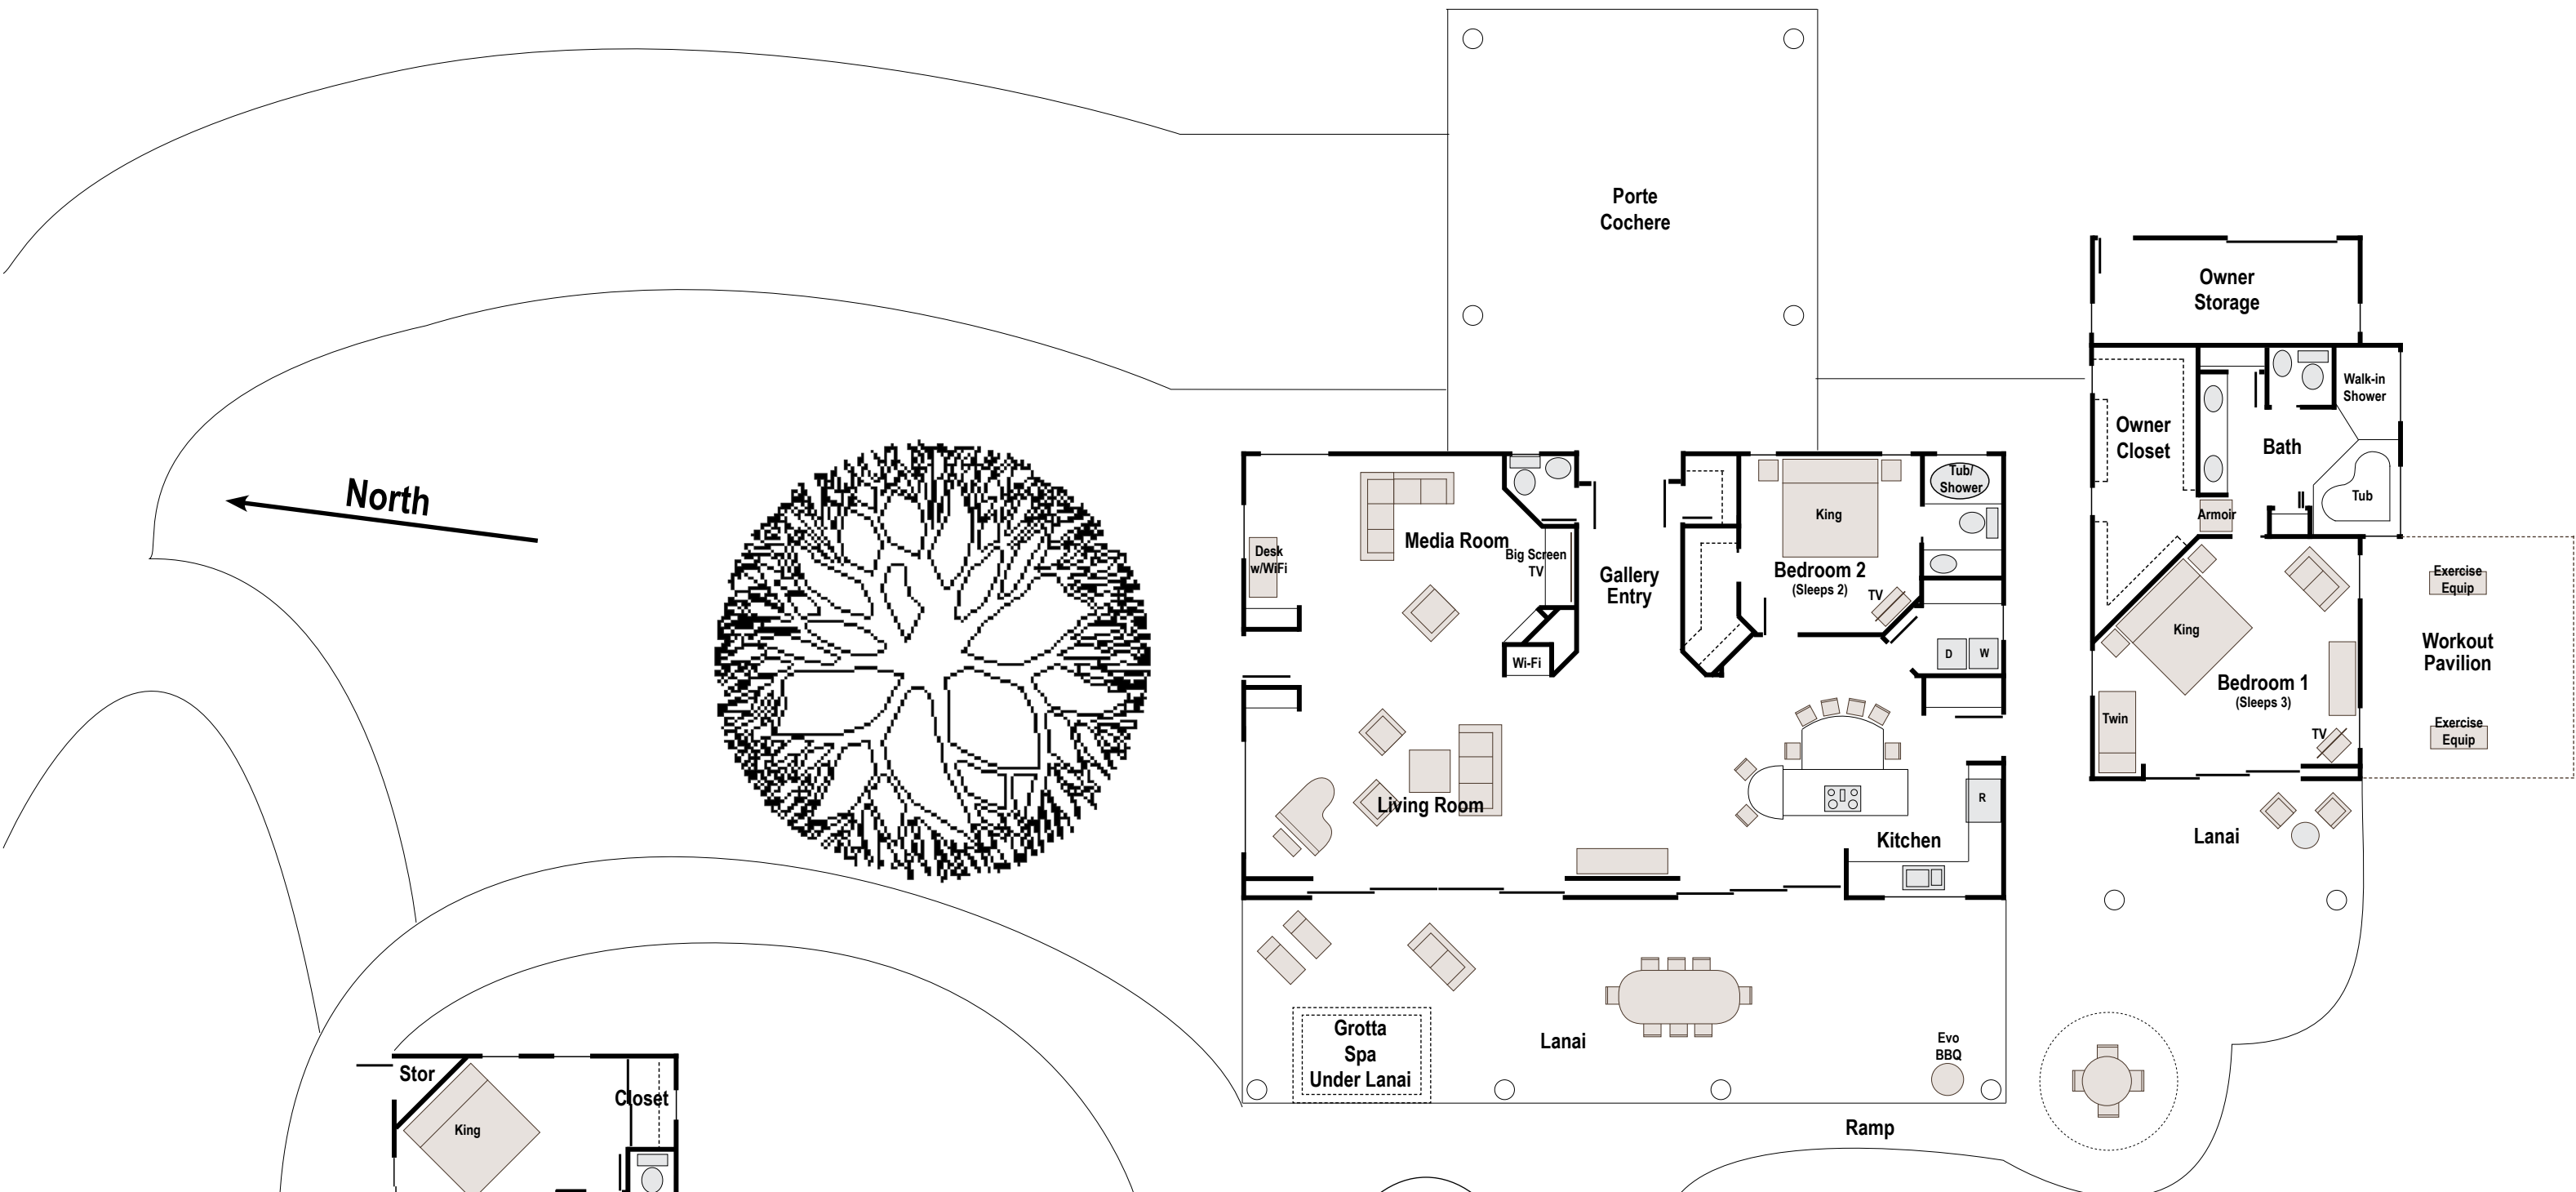 Porte
Cochere
Owner
Storage
Walk-in
Shower
Owner
Closet
Bath
Tub
Armoir
North
Tub/
Shower
King
Media Room
Big Screen
TV
Desk
w/WiFi
Gallery
Entry
Bedroom 2
(Sleeps 2)
TV
Wi-Fi
D
W
King
Bedroom 1
(Sleeps 3)
Twin
TV
Exercise
Equip
Workout
Pavilion
Exercise
Equip
Living Room
R
Kitchen
Lanai
Grotta
Spa
Under Lanai
Lanai
Evo
BBQ
Ramp
Stor
Closet
King